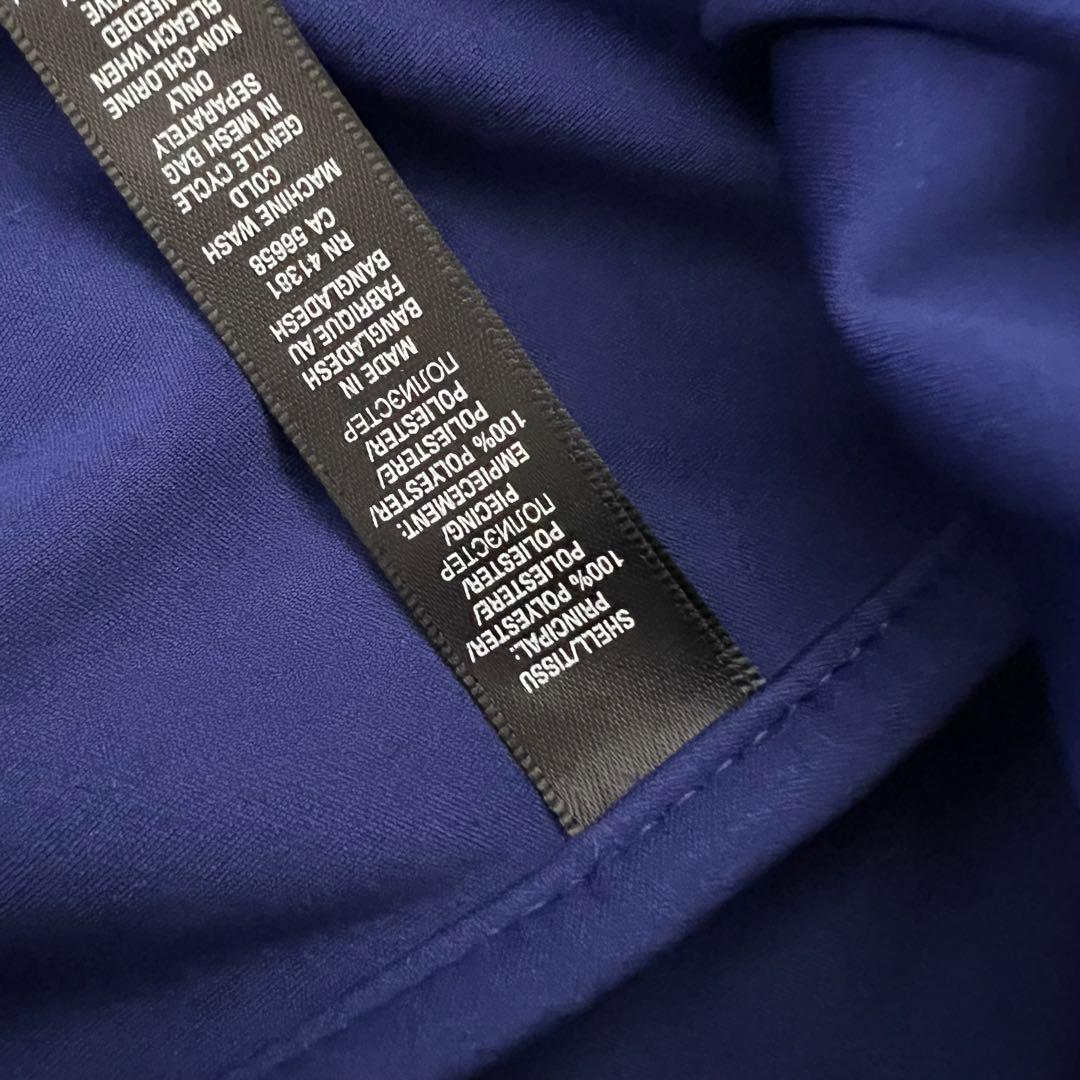 SHELL/TISSU
PRINCIPAL:
100% POLYESTER/
POLIESTERE/
POLIESTER/
ПОЛИЭСТЕР
PIECING/
EMPIECEMENT:
100% POLYESTER/
POLIESTERE/
POLIESTER/
ПОЛИЭСТЕР
MADE IN
BANGLADESH
FABRIQUE AU
BANGLADESH
RN 41381
CA 56658
MACHINE WASH
COLD
GENTLE CYCLE
IN MESH BAG
SEPARATELY
ONLY
NON-CHLORINE
BLEACH WHEN
NEEDED